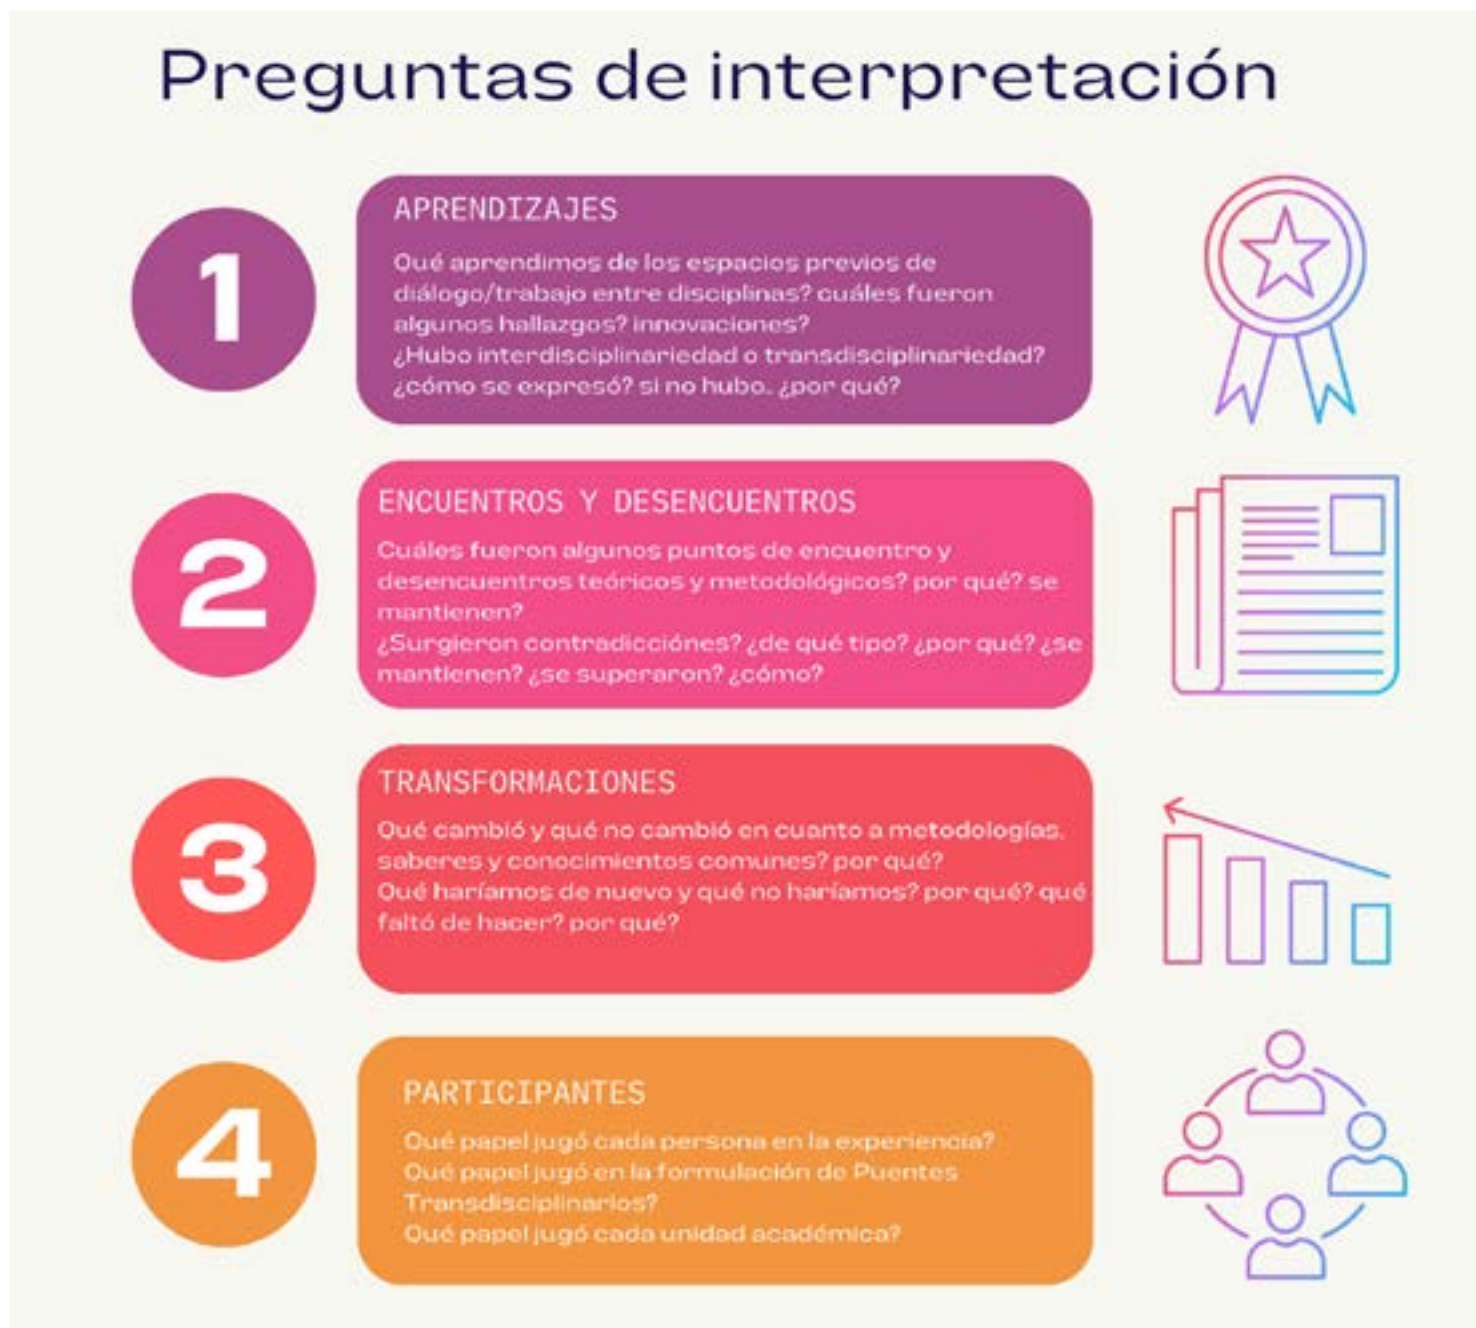 Preguntas de interpretación
1
APRENDIZAJES
Qué aprendimos de los espacios previos de
diálogo/trabajo entre disciplinas? cuáles fueron
algunos hallazgos? innovaciones?
¿Hubo interdisciplinariedad o transdisciplinariedad?
¿cómo se expresó? si no hubo.. ¿por qué?
2
ENCUENTROS Y DESENCUENTROS
Cuáles fueron algunos puntos de encuentro y
desencuentros teóricos y metodológicos? por qué? se
mantienen?
¿Surgieron contradicciónes? ¿de qué tipo? ¿por qué? ¿se
mantienen? ¿se superaron? ¿cómo?
3
TRANSFORMACIONES
Qué cambió y qué no cambió en cuanto a metodologías,
saberes y conocimientos comunes? por qué?
Qué haríamos de nuevo y qué no haríamos? por qué? qué
faltó de hacer? por qué?
4
PARTICIPANTES
Qué papel jugó cada persona en la experiencia?
Qué papel jugó en la formulación de Puentes
Transdisciplinarios?
Qué papel jugó cada unidad académica?